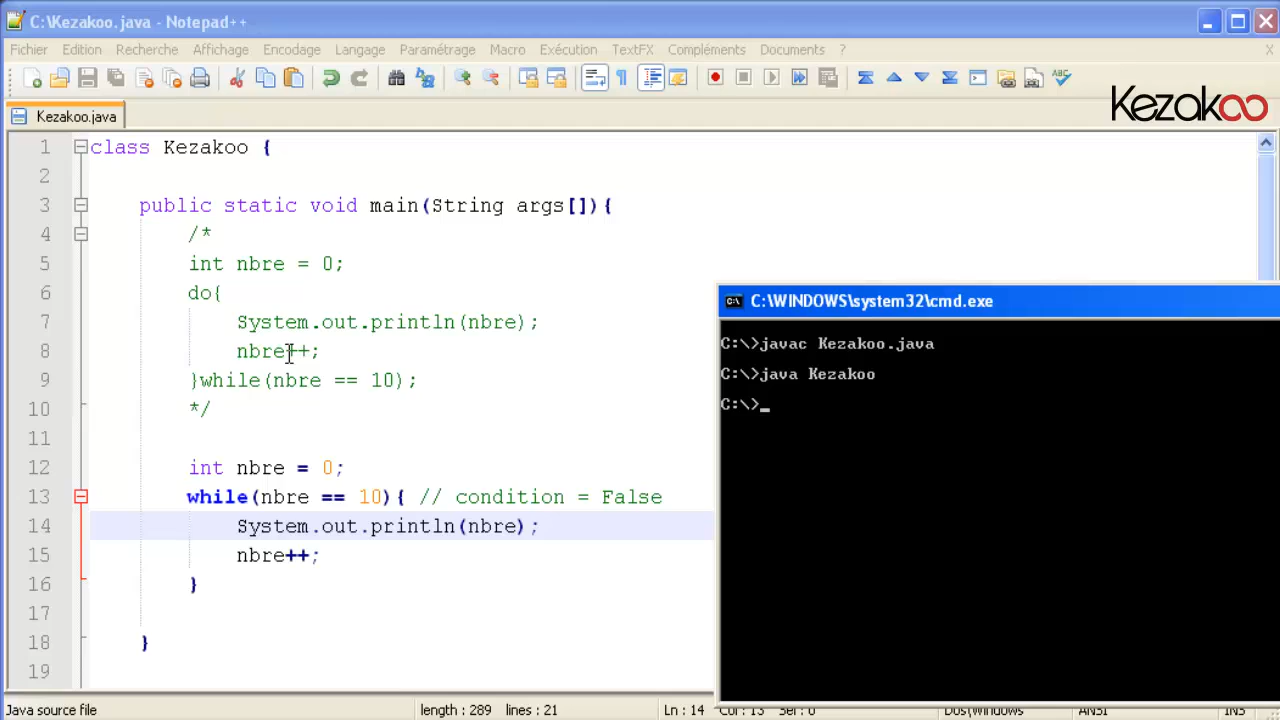 C:\Kezakoo.java - Notepad++
Fichier Edition Recherche Affichage Encodage Langage Paramétrage Macro Exécution TextFX Compléments Documents ? X
Kezakoo.java
Kezakoo
1 class Kezakoo {
2
3 public static void main(String args[]){
4 /*
5 int nbre = 0;
6 do{
7 System.out.println(nbre);
8 nbre++;
9 }while(nbre == 10);
10 */
11
12 int nbre = 0;
13 while(nbre == 10){ // condition = False
14 System.out.println(nbre);
15 nbre++;
16 }
17
18 }
19
C:\WINDOWS\system32\cmd.exe
C:\>javac Kezakoo.java
C:\>java Kezakoo
C:\>_
Java source file length : 289 lines : 21 Ln : 14 Col : 13 Sel : 0 Dos\Windows ANSI INS